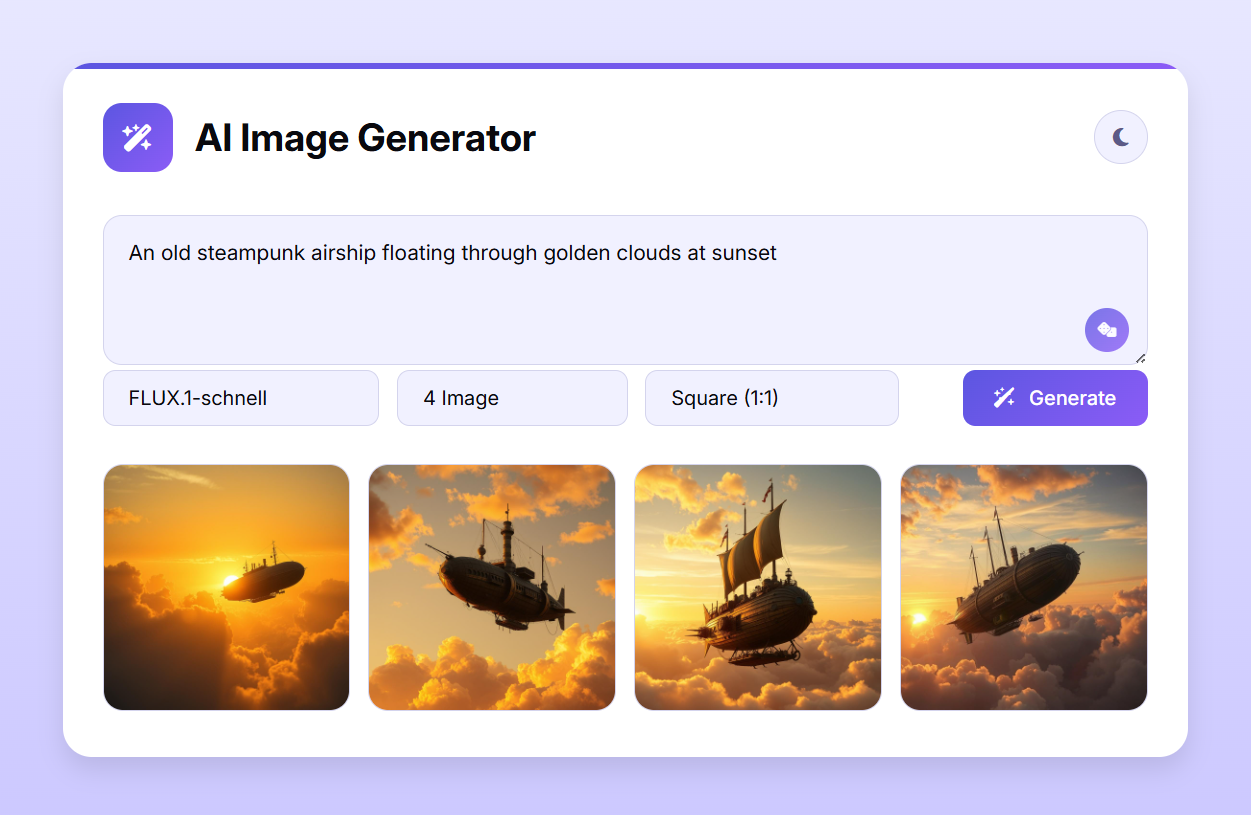 AI Image Generator
An old steampunk airship floating through golden clouds at sunset
FLUX.1-schnell
4 Image
Square (1:1)
Generate